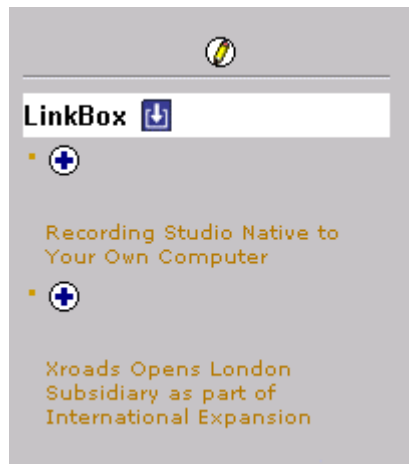 LinkBox
Recording Studio Native to
Your Own Computer
Xroads Opens London
Subsidiary as part of
International Expansion